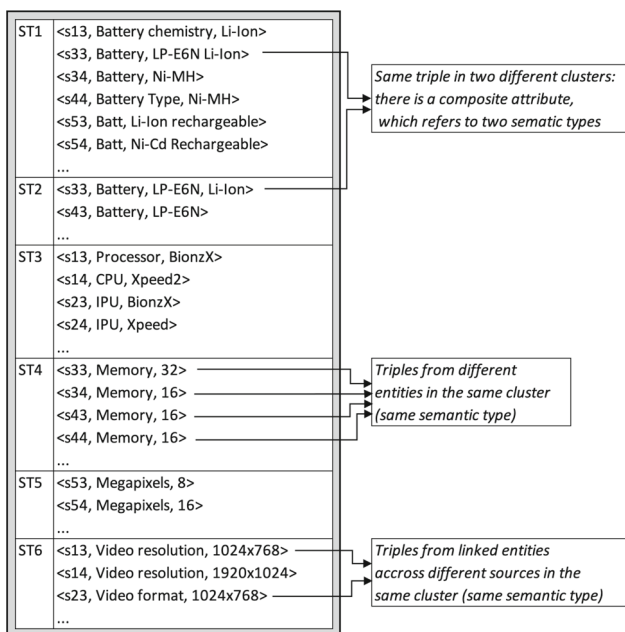 ST1 <s13, Battery chemistry, Li-Ion>
<s33, Battery, LP-E6N Li-Ion>
<s34, Battery, Ni-MH>
<s44, Battery Type, Ni-MH>
<s53, Batt, Li-Ion rechargeable>
<s54, Batt, Ni-Cd Rechargeable>
...
Same triple in two different clusters:
there is a composite attribute,
which refers to two sematic types
ST2 <s33, Battery, LP-E6N, Li-Ion>
<s43, Battery, LP-E6N>
...
ST3 <s13, Processor, BionzX>
<s14, CPU, Xpeed2>
<s23, IPU, BionzX>
<s24, IPU, Xpeed>
...
ST4 <s33, Memory, 32>
<s34, Memory, 16>
<s43, Memory, 16>
<s44, Memory, 16>
...
Triples from different
entities in the same cluster
(same semantic type)
ST5 <s53, Megapixels, 8>
<s54, Megapixels, 16>
...
ST6 <s13, Video resolution, 1024x768>
<s14, Video resolution, 1920x1024>
<s23, Video format, 1024x768>
...
Triples from linked entities
accross different sources in the
same cluster (same semantic type)